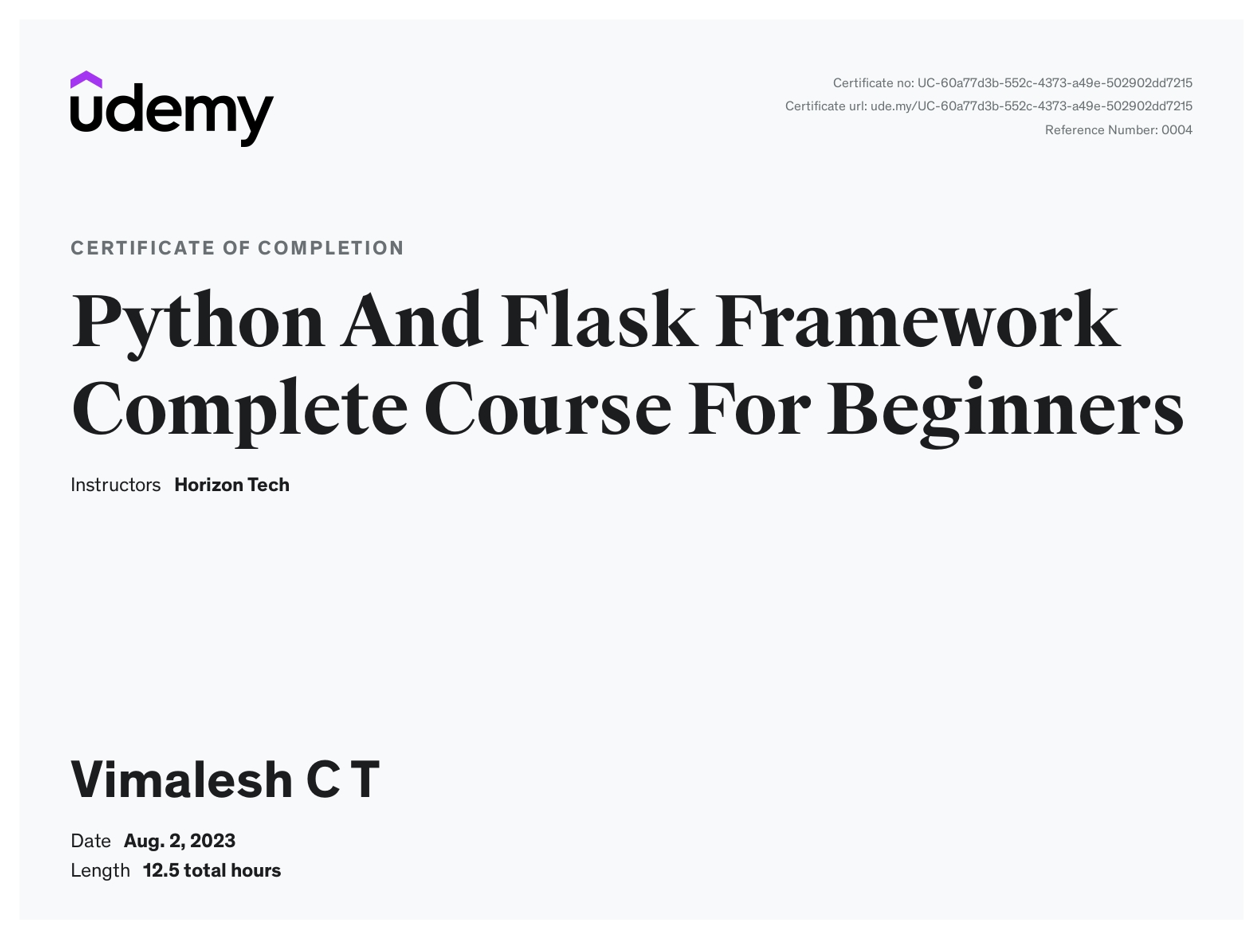 udemy
Certificate no: UC-60a77d3b-552c-4373-a49e-502902dd7215
Certificate url: ude.my/UC-60a77d3b-552c-4373-a49e-502902dd7215
Reference Number: 0004
CERTIFICATE OF COMPLETION
Python And Flask Framework
Complete Course For Beginners
Instructors Horizon Tech
Vimalesh C T
Date Aug. 2, 2023
Length 12.5 total hours